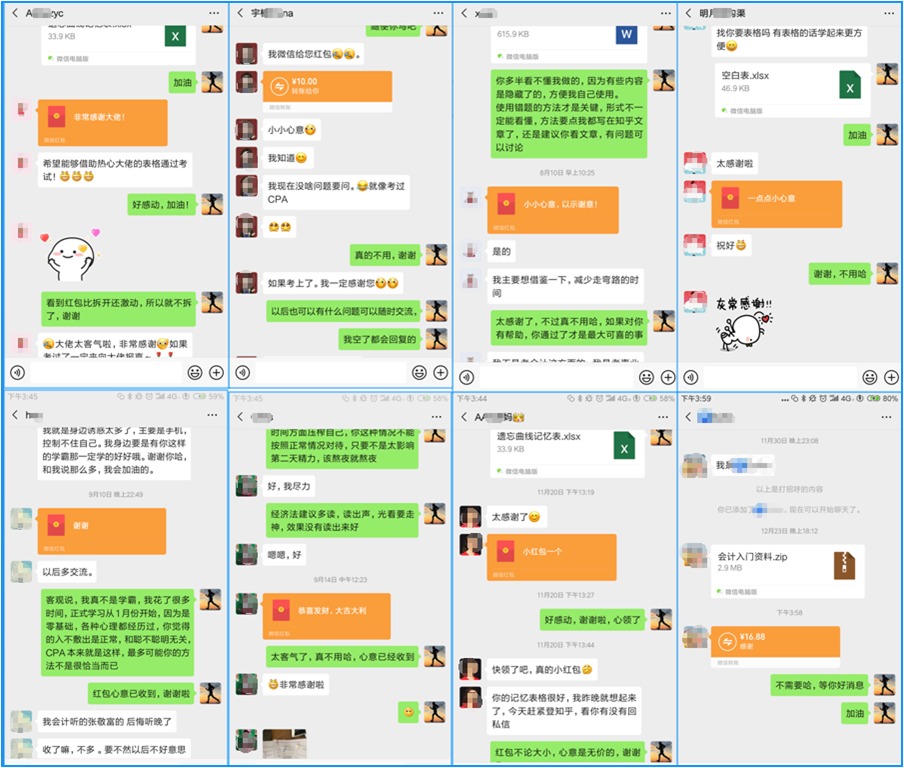 A zyc
33.9 KB
微信电脑版
加油
非常感谢大佬!
微信红包
希望能够借助热心大佬的表格通过考
试!
好感动,加油!
看到红包比拆开还激动,所以就不拆
了,谢谢
大佬太客气啦,非常感谢 如果
考过了一定来向大佬报喜~
宇 na
我微信给您红包
¥10.00
转账给你
微信转账
小小心意
我知道
我现在没啥问题要问。 就像考过
CPA
真的不用,谢谢
如果考上了。我一定感谢您
以后也可以有什么问题可以随时交流,
我空了都会回复的
x
615.9 KB
微信电脑版
你多半看不懂我做的,因为有些内容
是隐藏了的,方便我自己使用。
使用错题的方法才是关键,形式不一
定能看懂,方法要点我都写在知乎文
章了,还是建议你看文章,有问题可
以讨论
8月10日 早上10:25
小小心意,以示谢意!
微信红包
是的
我主要想借鉴一下,减少走弯路的时
间
太感谢了,不过真不用哈,如果对你
有帮助,你通过了才是最大可喜的事
明月 的渠
我你要表格吗 有表格的话学起来更方
便
空白表.xlsx
46.9 KB
微信电脑版
加油
太感谢啦
一点点小心意
微信红包
祝好
谢谢,不用哈
灰常感谢!!
下午3:45
4G
59%
h
我就是身边诱惑太多了,主要是手机,
控制不住自己。我身边要是有你这样
的学霸那一定学的好好哦。谢谢你哈,
和我说那么多,我会加油的。
9月10日 晚上22:49
谢谢
微信红包
以后多交流。
客观说,我真不是学霸,我花了很多
时间,正式学习从1月份开始,因为是
零基础,各种心理都经历过,你觉得
的入不敷出是正常,和聪不聪明无关,
CPA本来就是这样,最多可能你的方
法不是很恰当而已
红包心意已收到,谢谢啦
我会计听的张敬富的 后悔听晚了
收了嘛,不多。要不然以后不好意思
下午3:45
4G
58%
s
时间方面压榨自己,你这种情况不能
按照正常情况对待,只要不是太影响
第二天精力,该熬夜就熬夜
好,我尽力
经济法建议多读,读出声,光看要走
神,效果没有读出来好
嗯嗯,好
9月14日 中午12:23
恭喜发财,大吉大利
微信红包
太客气了,真不用哈,心意已经收到
非常感谢啦
下午3:44
4G
58%
AA 妈
遗忘曲线记忆表.xlsx
33.9 KB
微信电脑版
11月20日 下午13:19
太感谢了
小红包一个
微信红包
11月20日 下午13:27
好感动,谢谢啦,心领了
11月20日 下午13:44
快领了吧,真的小红包
你的记忆表格很好,我昨晚就想起来
了,今天赶紧登知乎,看你有没有回
私信
红包不论大小,心意是无价的,谢谢
下午3:59
4G
80%
11月30日 晚上23:08
我是
以上是打招呼的内容
你已添加了 ,现在可以开始聊天了。
12月23日 晚上18:12
会计入门资料.zip
2.9 MB
微信电脑版
下午3:58
¥16.88
感谢
微信转账
不需要哈,等你好消息
加油